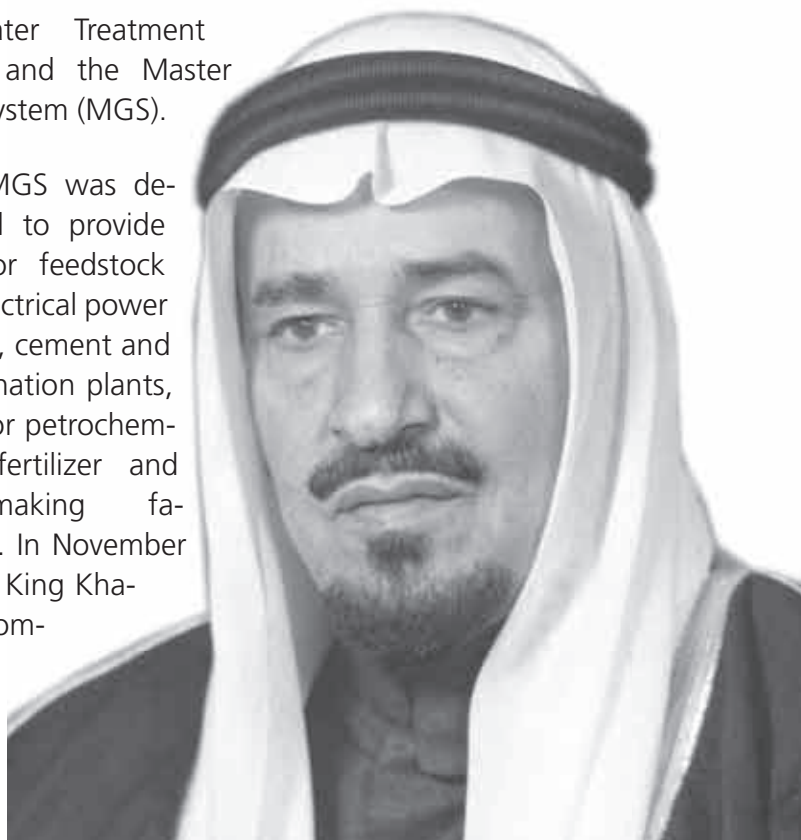 ter Treatment
and the Master
ystem (MGS).
MGS was de-
to provide
or feedstock
ctrical power
, cement and
nation plants,
or petrochem-
fertilizer and
making fa-
. In November
King Kha-
om-